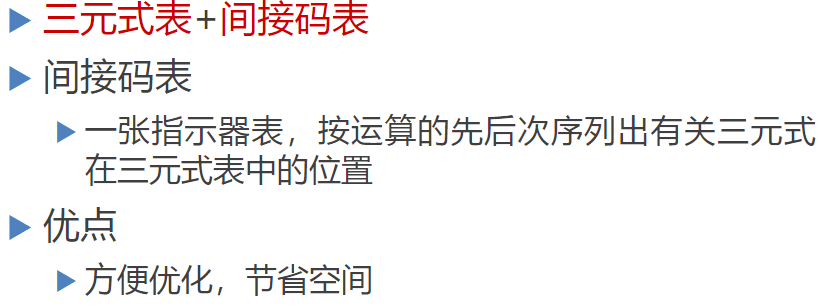 三元式表+间接码表
间接码表
一张指示器表，按运算的先后次序列出有关三元式
在三元式表中的位置
优点
方便优化，节省空间